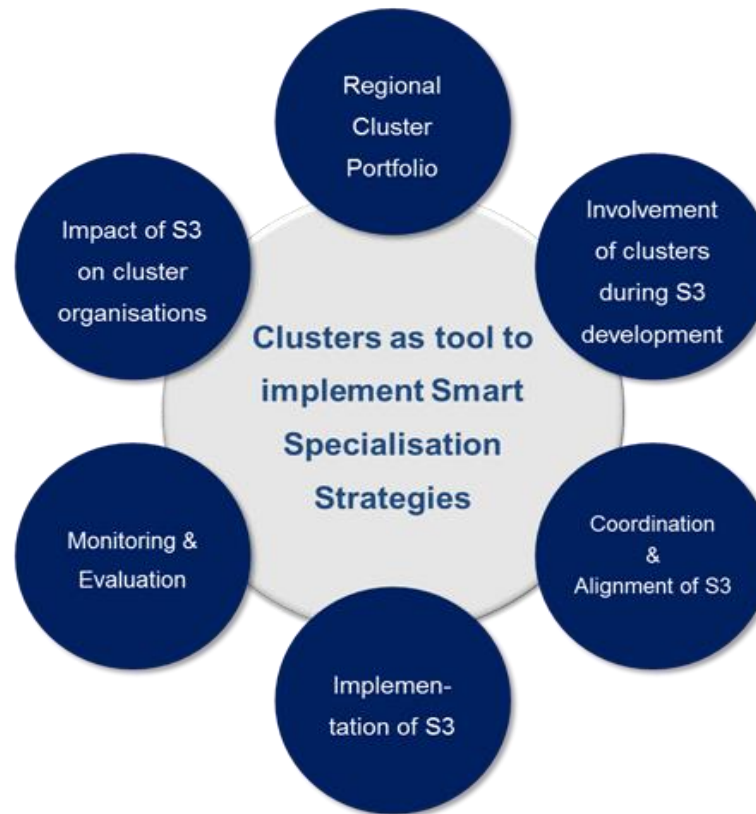 Regional
Cluster
Portfolio
Involvement
of clusters
during S3
development
Coordination
&
Alignment of S3
Implemen-
tation of S3
Monitoring &
Evaluation
Impact of S3
on cluster
organisations
Clusters as tool to
implement Smart
Specialisation
Strategies